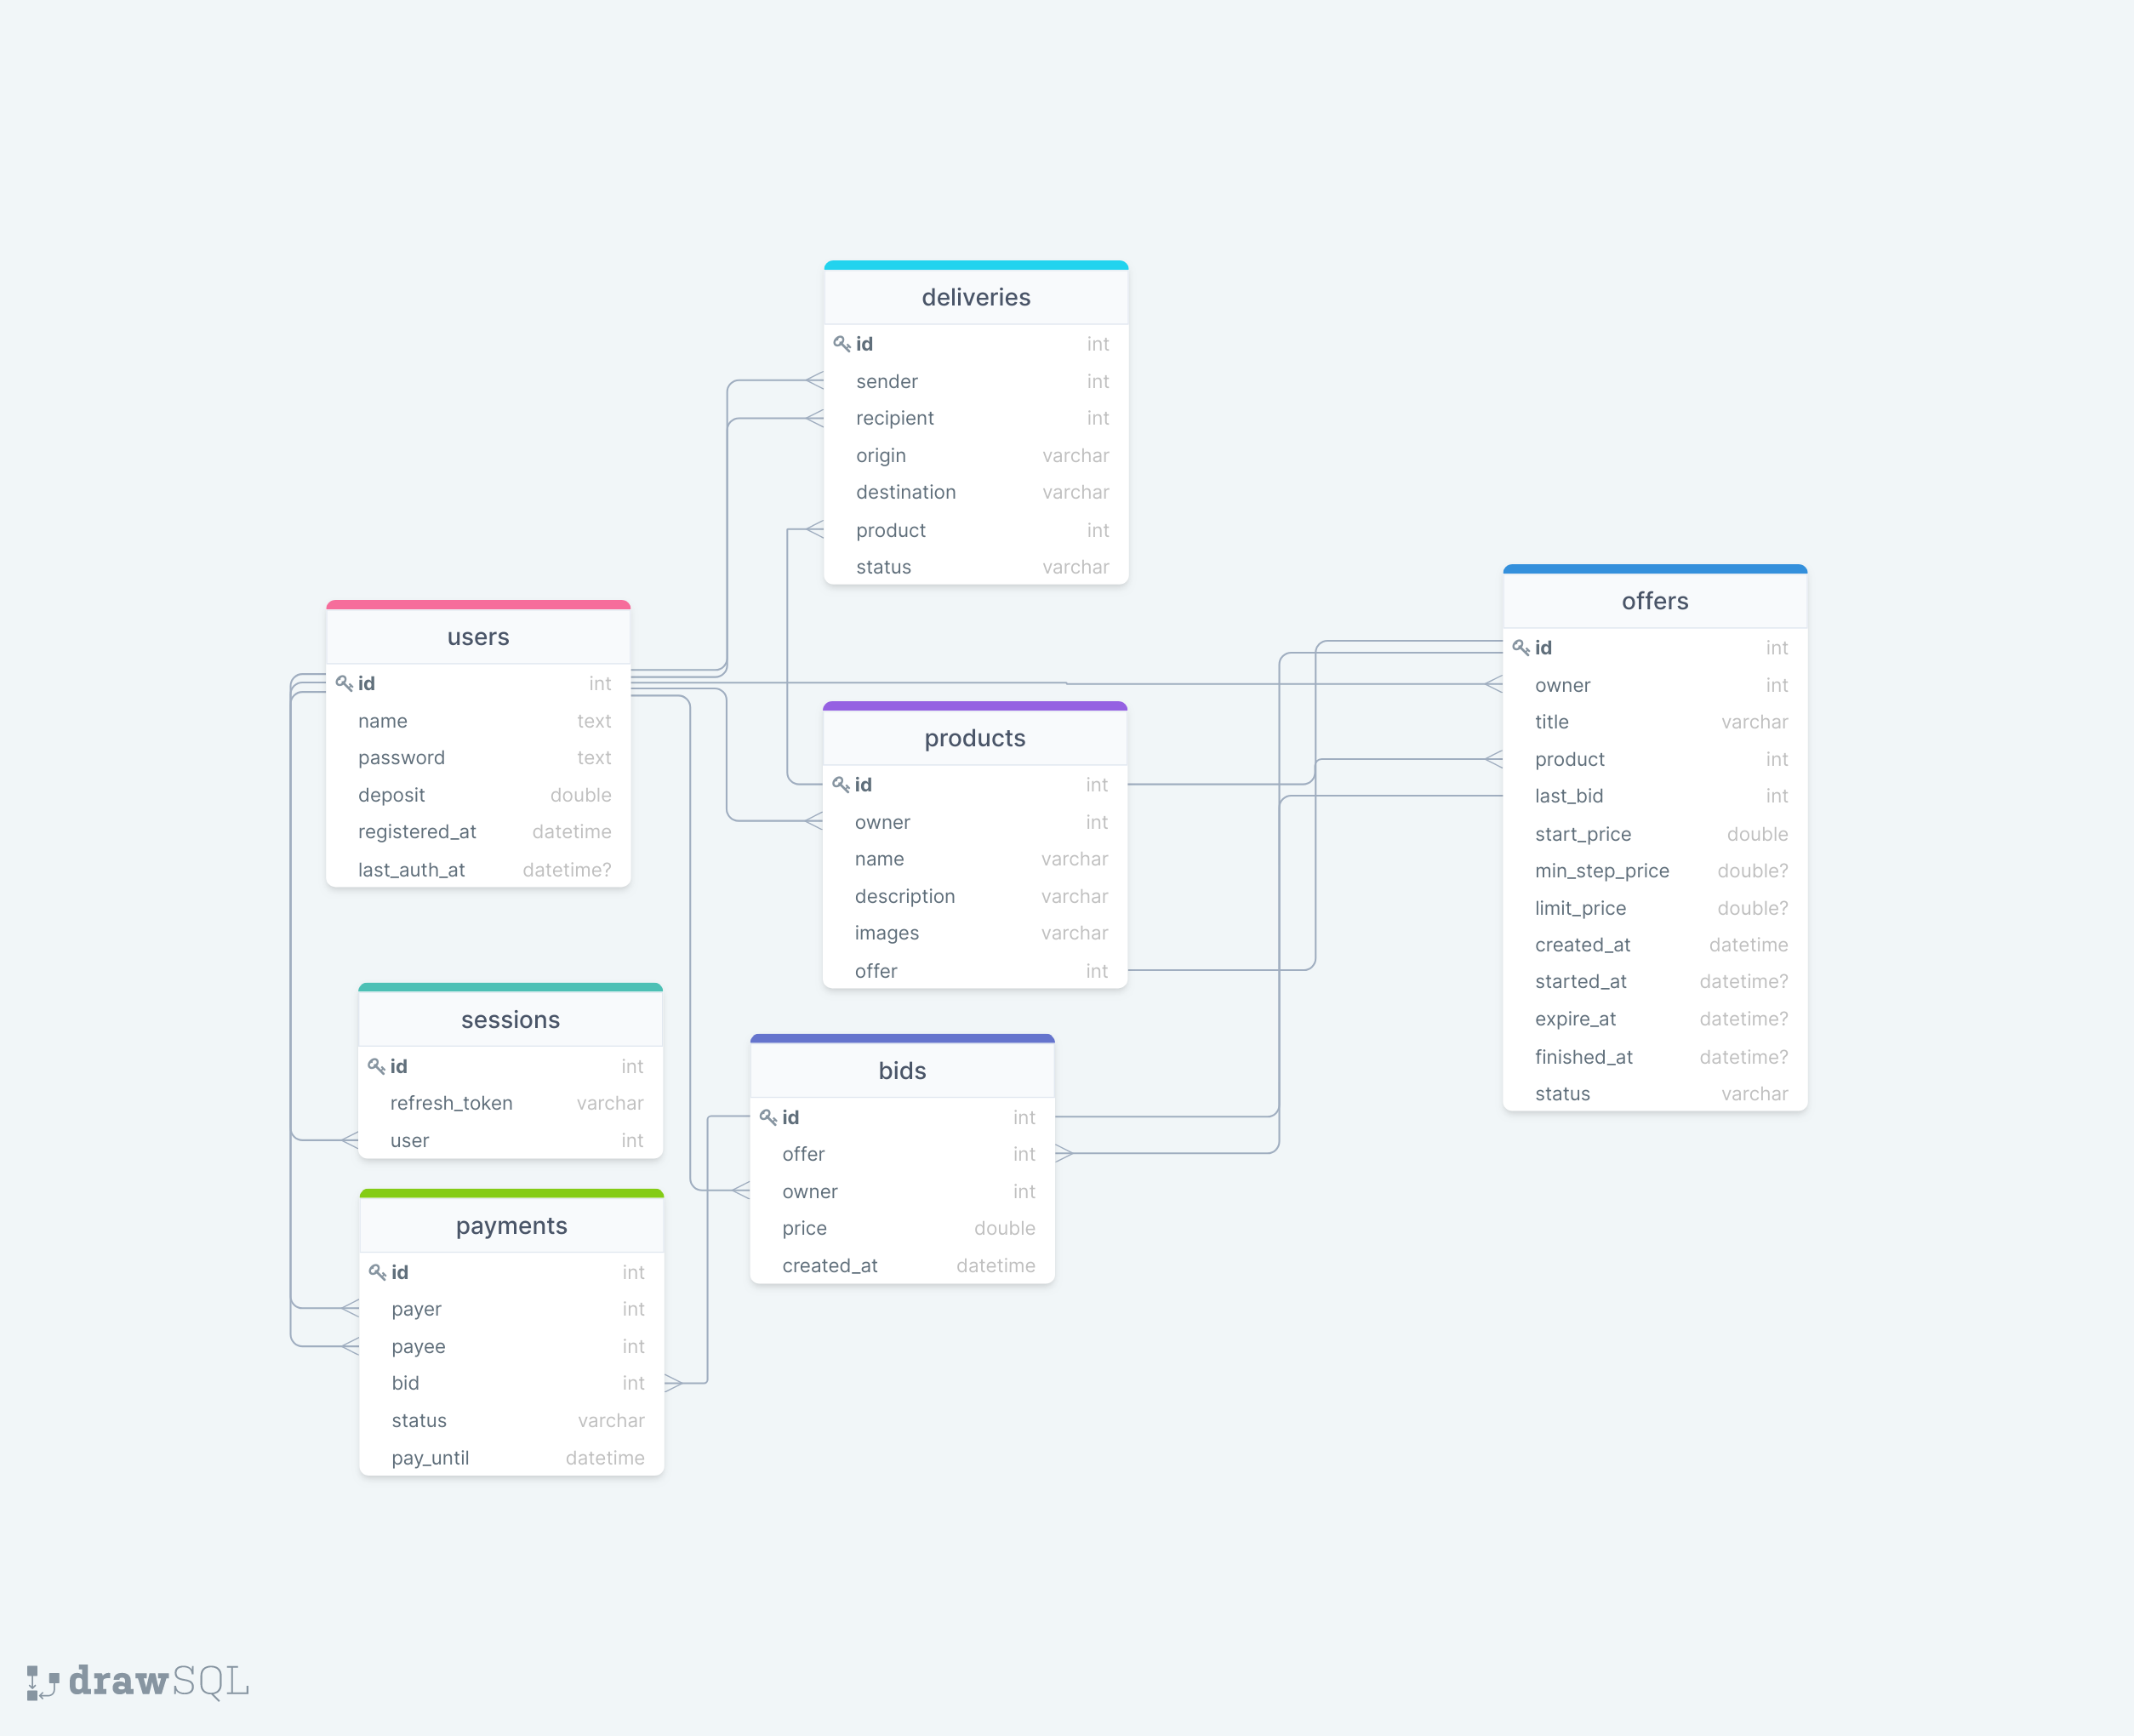 deliveries
id int
sender int
recipient int
origin varchar
destination varchar
product int
status varchar
users
id int
name text
password text
deposit double
registered_at datetime
last_auth_at datetime?
offers
id int
owner int
title varchar
product int
last_bid int
start_price double
min_step_price double?
limit_price double?
created_at datetime
started_at datetime?
expire_at datetime?
finished_at datetime?
status varchar
products
id int
owner int
name varchar
description varchar
images varchar
offer int
sessions
id int
refresh_token varchar
user int
bids
id int
offer int
owner int
price double
created_at datetime
payments
id int
payer int
payee int
bid int
status varchar
pay_until datetime
drawSQL